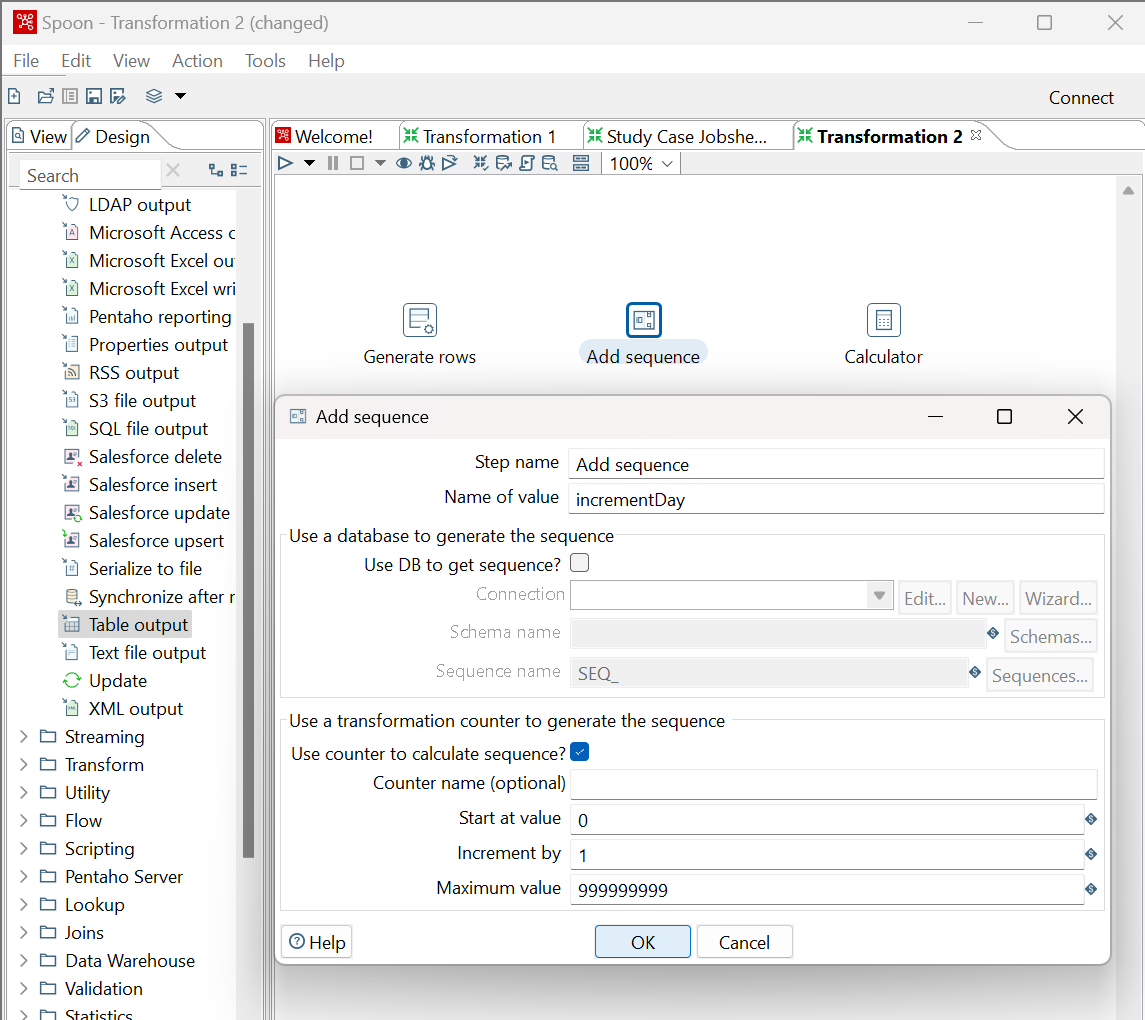 Spoon - Transformation 2 (changed)
File Edit View Action Tools Help
Connect
View Design
Welcome! Transformation 1 Study Case Jobshe... Transformation 2
Search
100%
LDAP output
Microsoft Access o
Microsoft Excel ou
Microsoft Excel wri
Pentaho reporting
Properties output
RSS output
S3 file output
SQL file output
Salesforce delete
Salesforce insert
Salesforce update
Salesforce upsert
Serialize to file
Synchronize after r
Table output
Text file output
Update
XML output
Streaming
Transform
Utility
Flow
Scripting
Pentaho Server
Lookup
Joins
Data Warehouse
Validation
Statistics
Generate rows Add sequence Calculator
Add sequence
Step name Add sequence
Name of value incrementDay
Use a database to generate the sequence
Use DB to get sequence?
Connection Edit... New... Wizard...
Schema name Schemas...
Sequence name SEQ_ Sequences...
Use a transformation counter to generate the sequence
Use counter to calculate sequence?
Counter name (optional)
Start at value 0
Increment by 1
Maximum value 999999999
Help OK Cancel